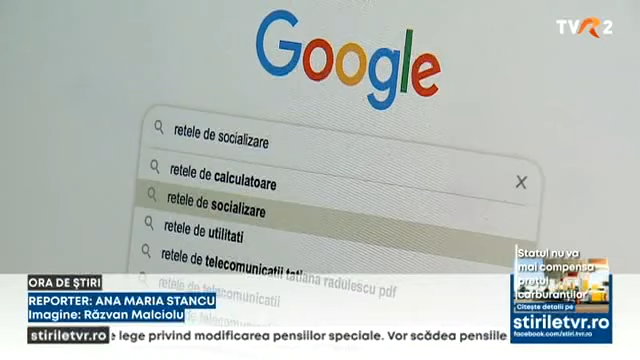 TVR 2
Google
retele de socializare
retele de calculatoare
X
retele de socializare
retele de utilitati
retele de telecomunicatii tatiana radulescu pdf
retele de telecomunicatii
ORA DE ȘTIRI
REPORTER: ANA MARIA STANCU
Imagine: Răzvan Malciolu
Statul nu va
mai compensa
prețul
carburanților
Citește detalii pe
stiriletvr.ro
facebook.com/stiri.tvr.ro
stiriletvr.ro
e lege privind modificarea pensiilor speciale. Vor scădea pensiile